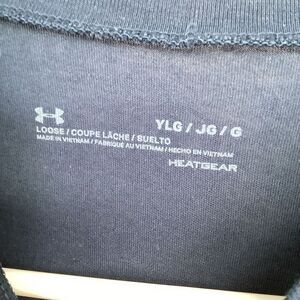 YLG / JG / G
LOOSE / COUPE LÂCHE / SUELTO
MADE IN VIETNAM / FABRIQUÉ AU VIETNAM / HECHO EN VIETNAM
HEATGEAR